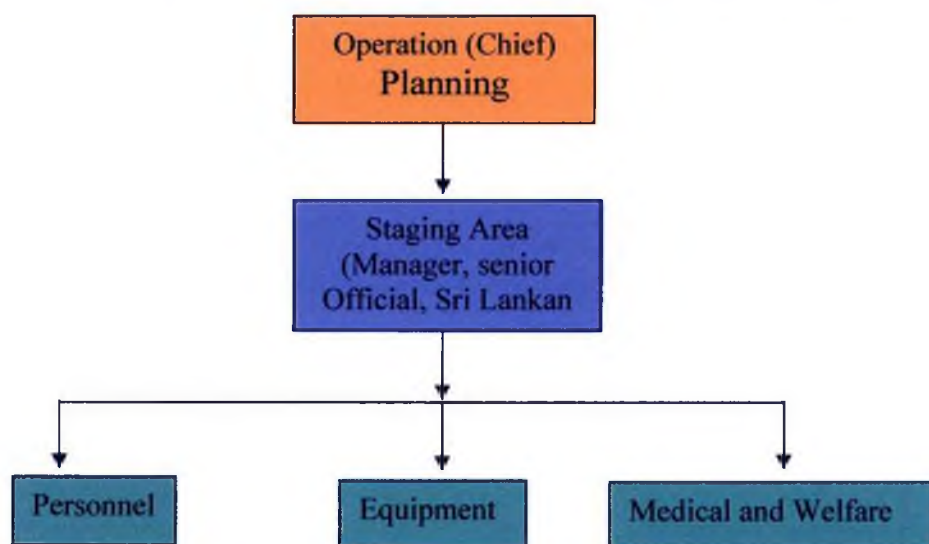 Operation (Chief)
Planning
Staging Area
(Manager, senior
Official, Sri Lankan
Personnel
Equipment
Medical and Welfare